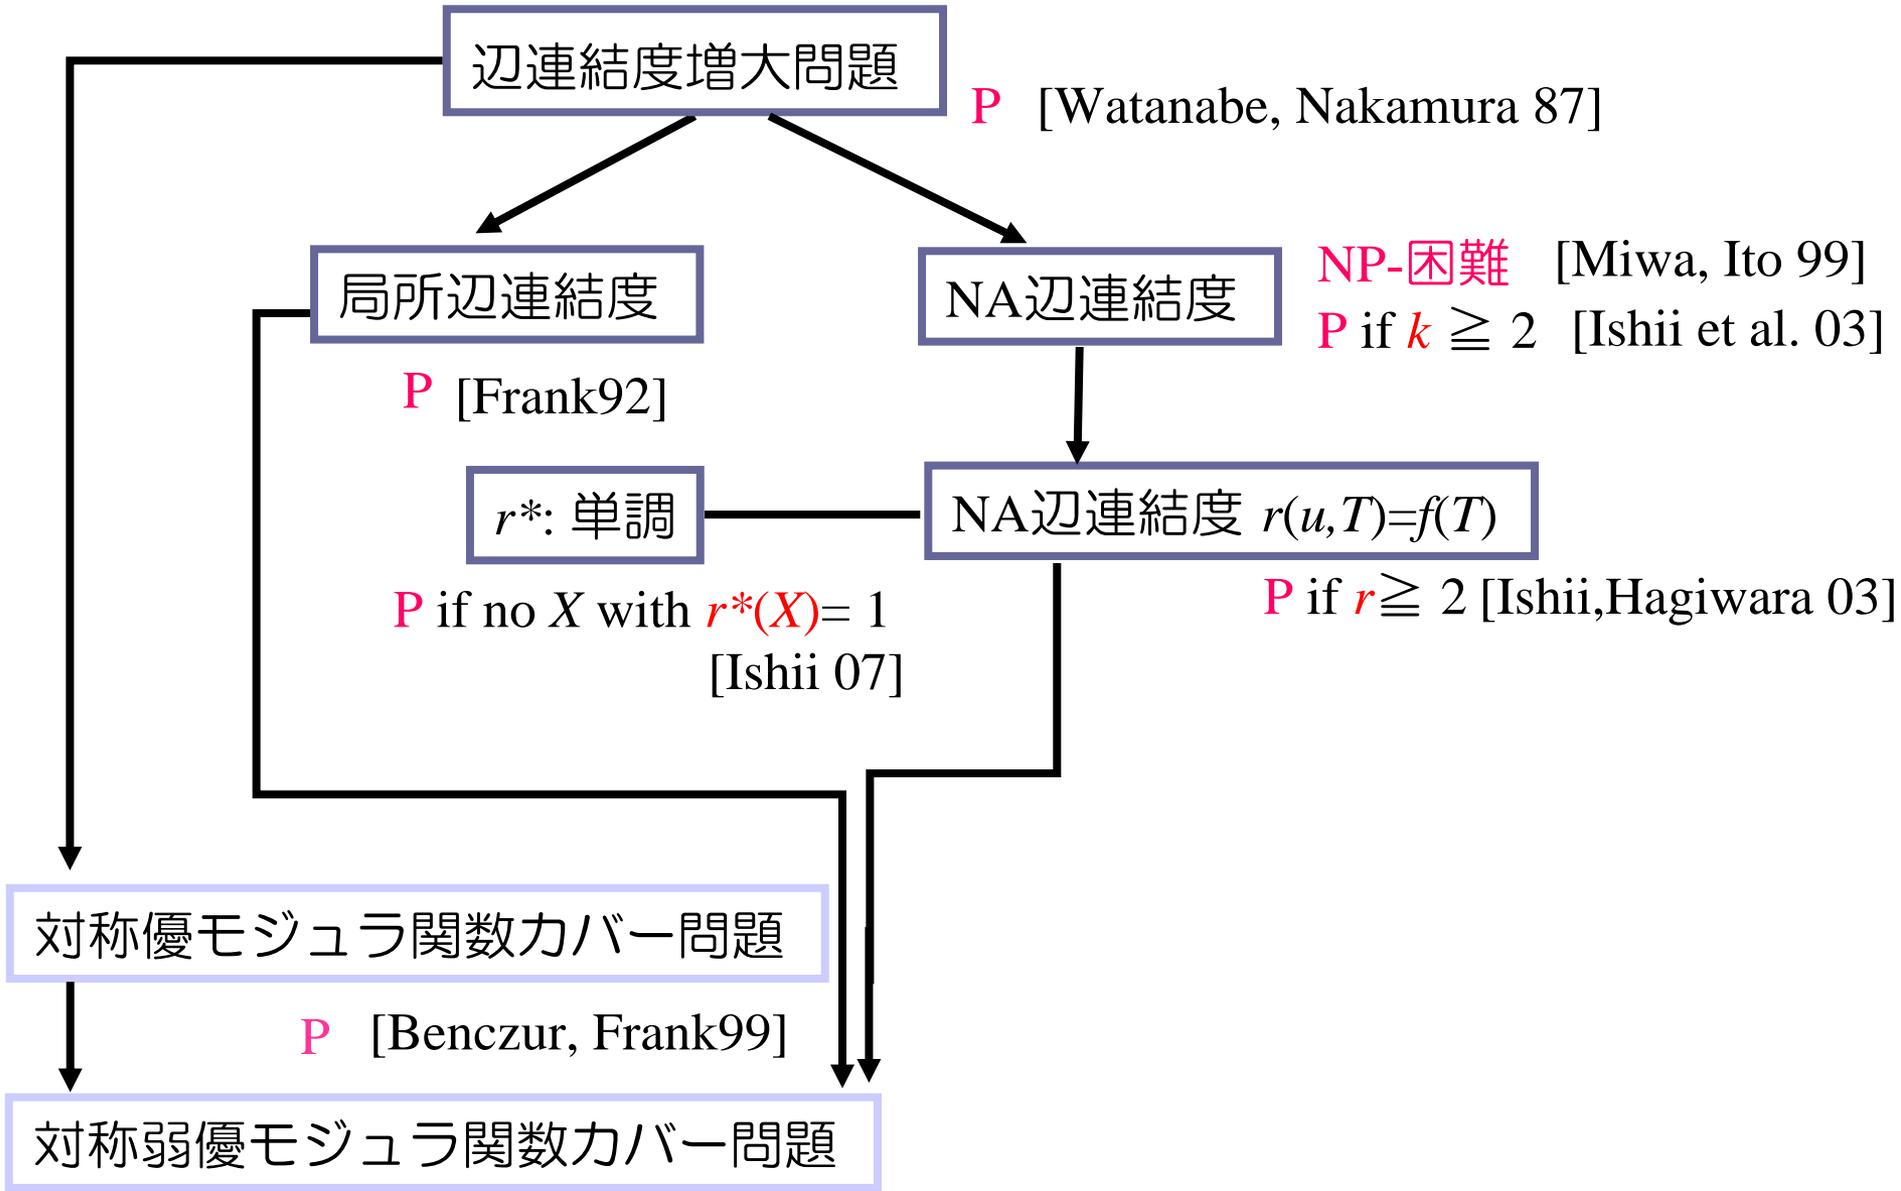 辺連結度増大問題
P [Watanabe, Nakamura 87]
局所辺連結度
P [Frank92]
NA辺連結度
NP-困難 [Miwa, Ito 99]
P if k ≧ 2 [Ishii et al. 03]
r*: 単調
NA辺連結度 r(u,T)=f(T)
P if no X with r*(X)= 1
[Ishii 07]
P if r≧ 2 [Ishii,Hagiwara 03]
対称優モジュラ関数カバー問題
P [Benczur, Frank99]
対称弱優モジュラ関数カバー問題